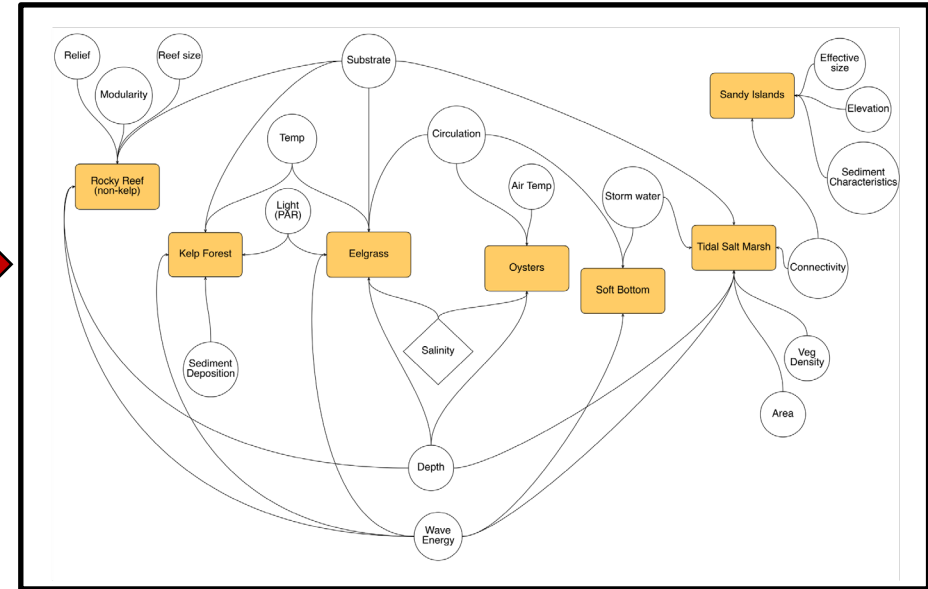 Relief
Reef size
Modularity
Substrate
Effective
size
Sandy Islands
Elevation
Temp
Circulation
Sediment
Characteristics
Rocky Reef
(non-kelp)
Air Temp
Storm water
Light
(PAR)
Kelp Forest
Eelgrass
Oysters
Soft Bottom
Tidal Salt Marsh
Connectivity
Salinity
Sediment
Deposition
Veg
Density
Area
Depth
Wave
Energy